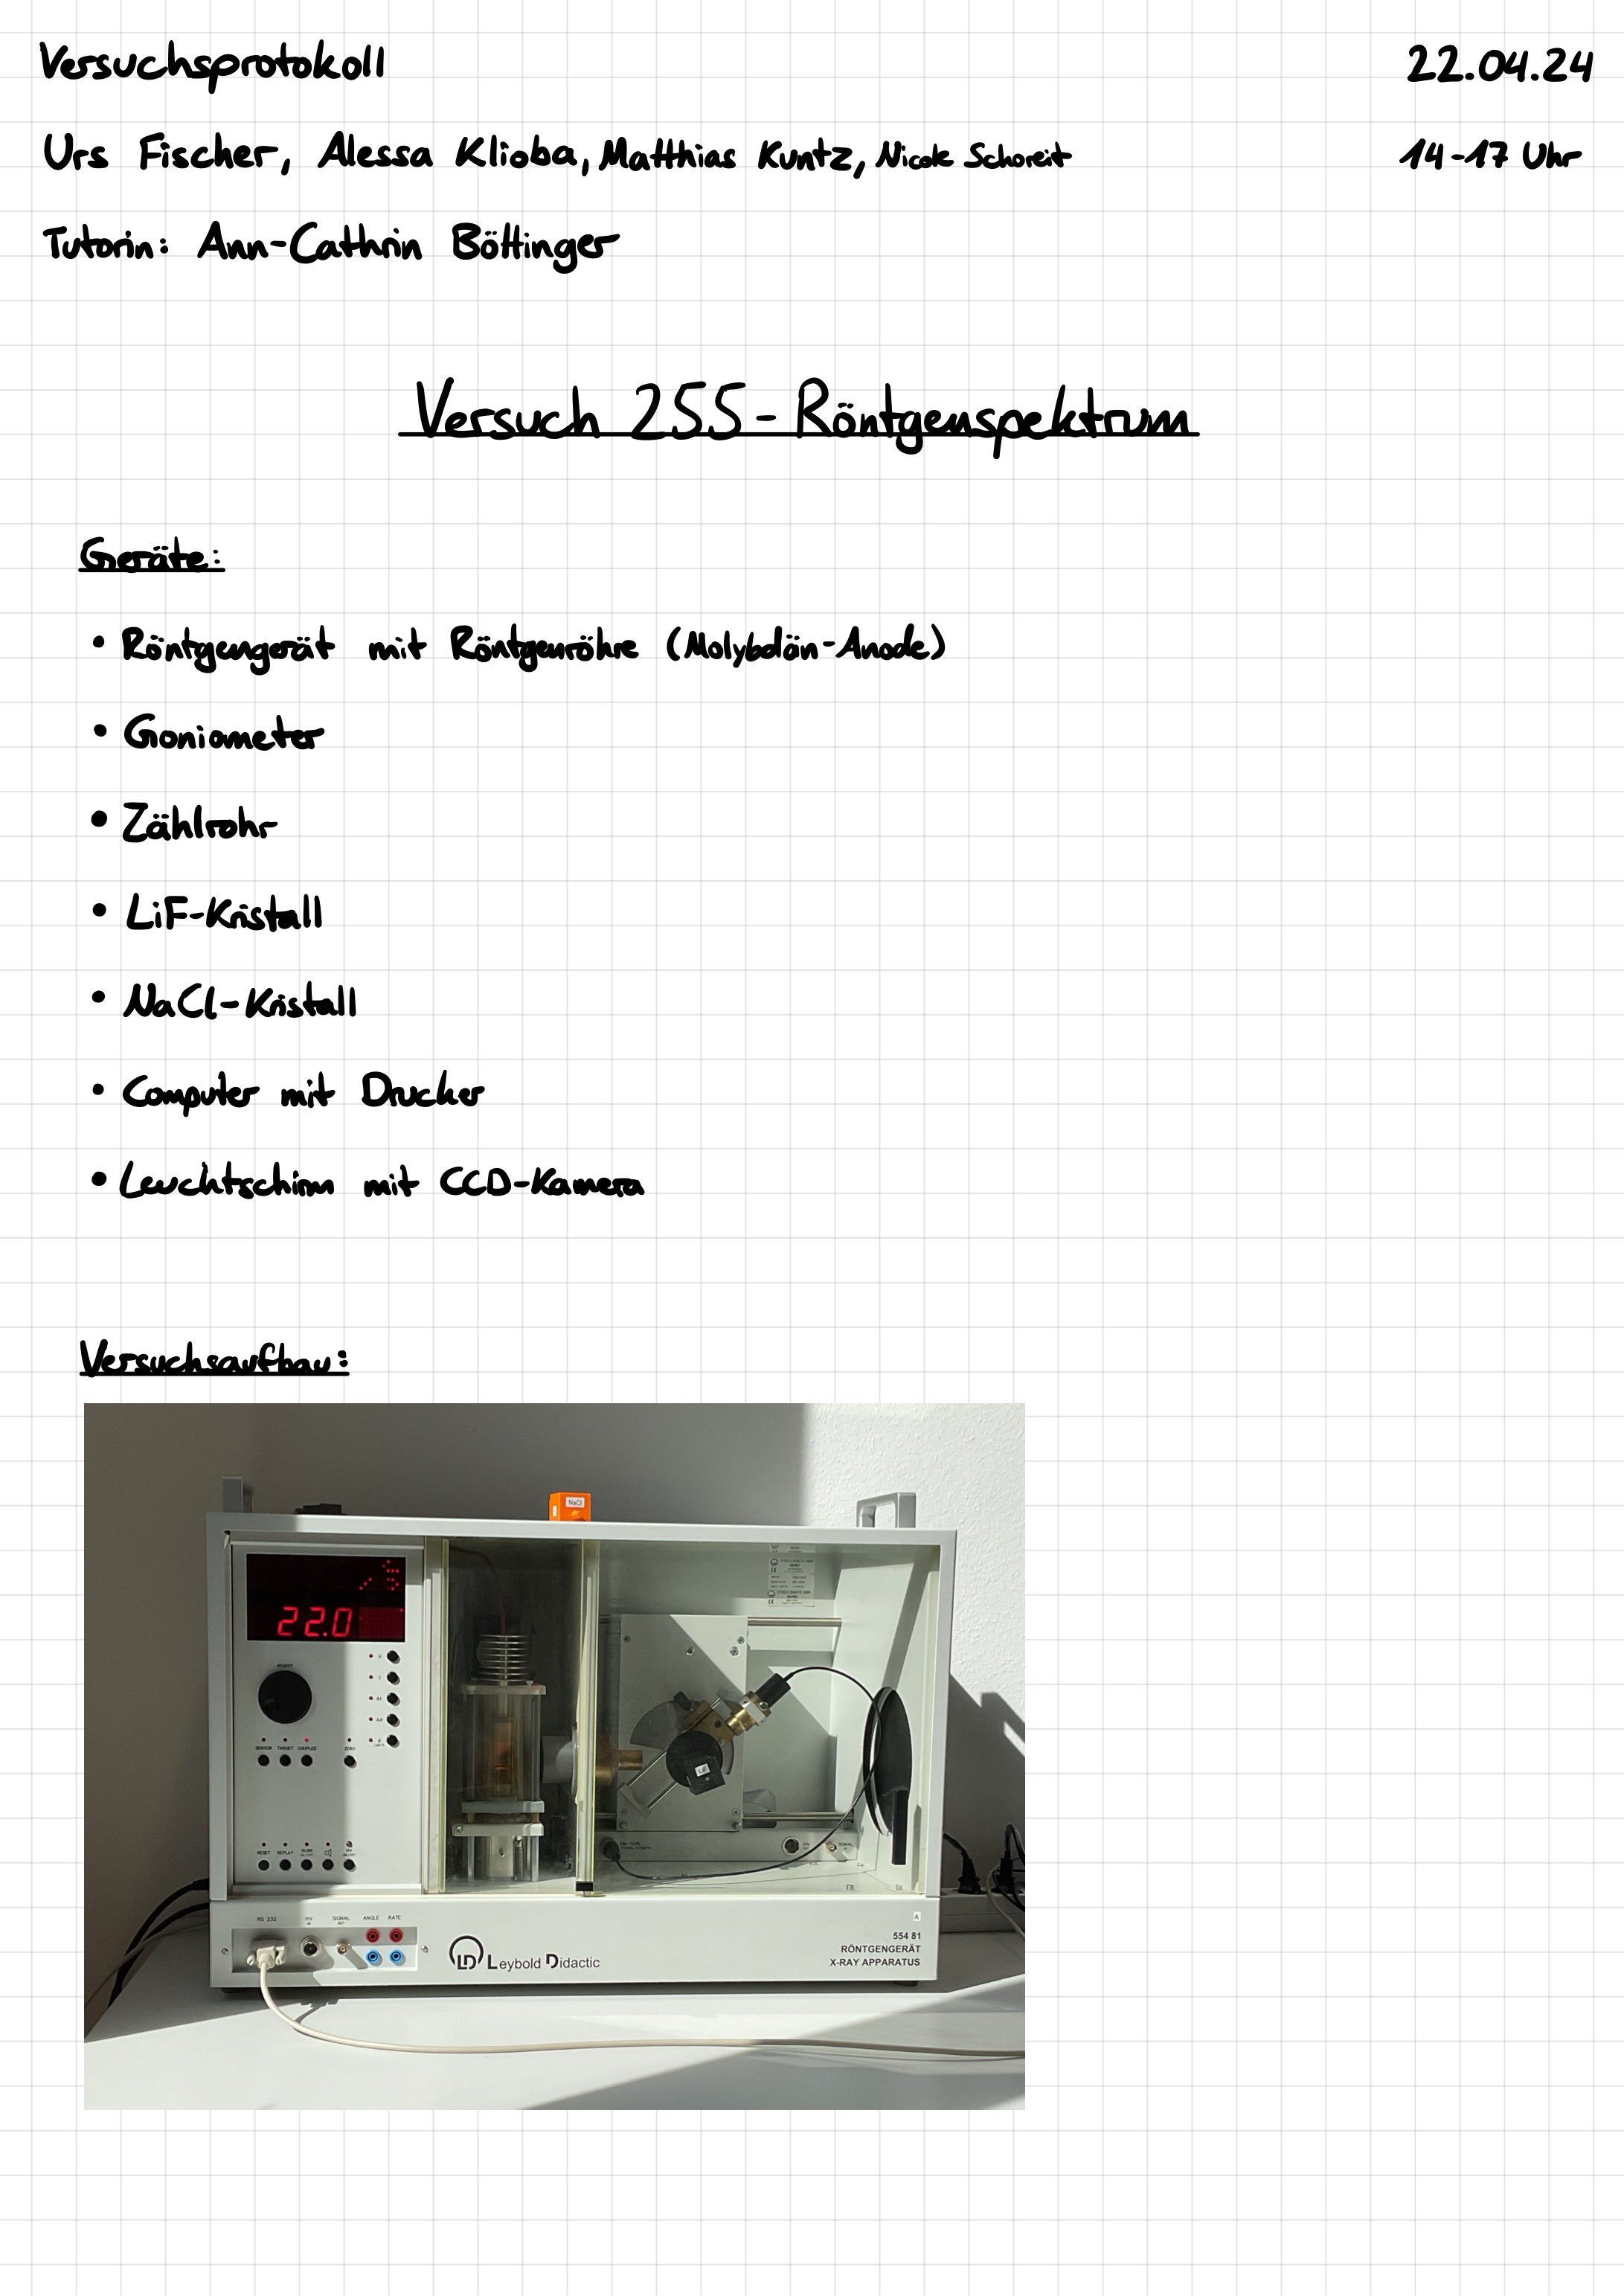 Versuchsprotokoll 22.04.24
Urs Fischer, Alessa Klioba, Matthias Kuntz, Nicole Schoreit 14-17 Uhr
Tutorin: Ann-Cathrin Böttinger
Versuch 255 - Röntgenspektrum
Geräte:
• Röntgengerät mit Röntgenröhre (Molybdän-Anode)
• Goniometer
• Zählrohr
• LiF-Kristall
• NaCl-Kristall
• Computer mit Drucker
• Leuchtschirm mit CCD-Kamera
Versuchsaufbau:
NaCl
22.0
ADJUST
SENSOR TARGET COUPLED ZERO
RESET REPLAY SCAN
RS 232 HV IN SIGNAL OUT ANGLE RATE
LD Leybold Didactic
554 81
RÖNTGENGERÄT
X-RAY APPARATUS